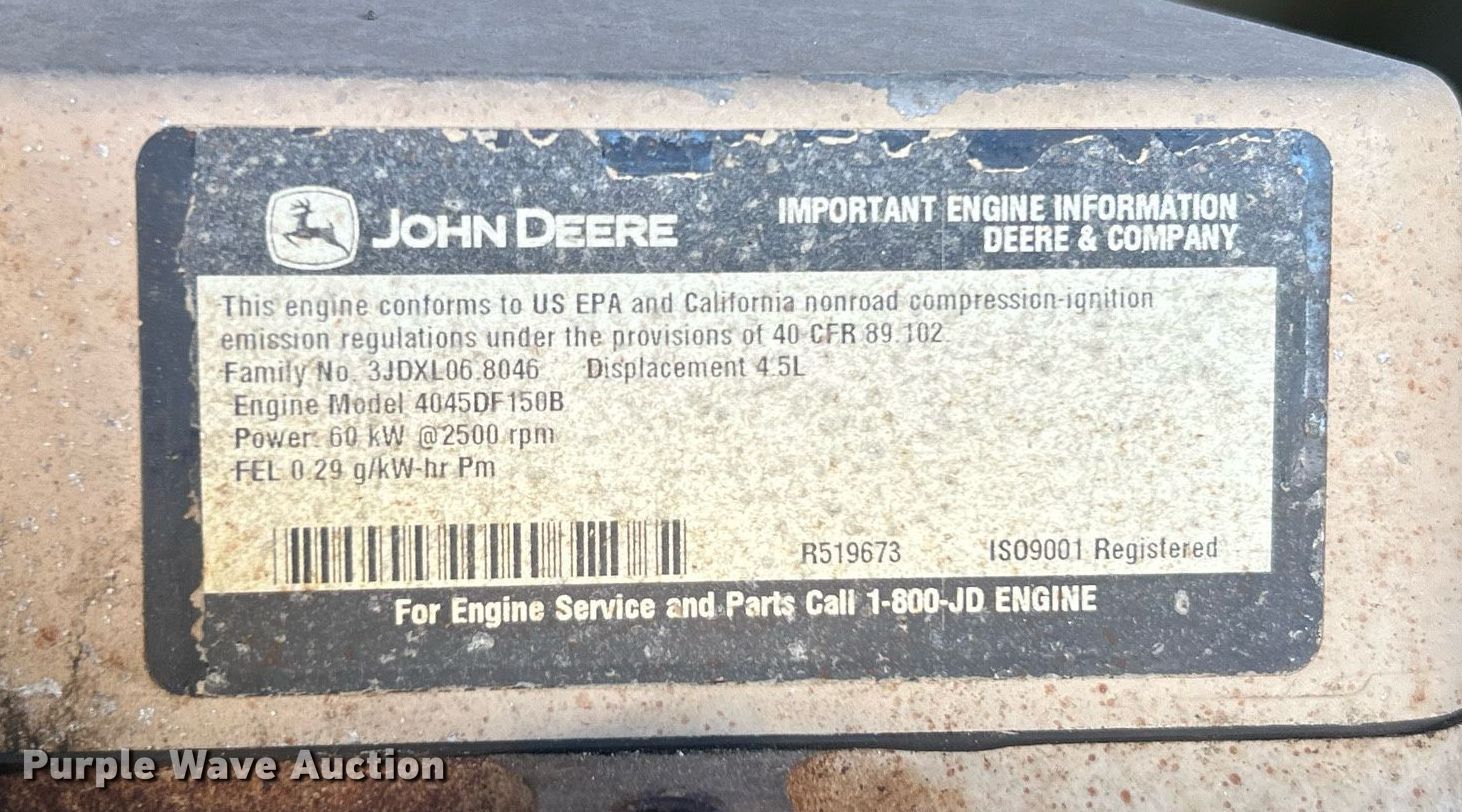 JOHN DEERE
IMPORTANT ENGINE INFORMATION
DEERE & COMPANY
This engine conforms to US EPA and California nonroad compression-ignition
emission regulations under the provisions of 40 CFR 89.102
Family No. 3JDXL06.8046 Displacement 4.5L
Engine Model 4045DF150B
Power: 60 kW @2500 rpm
FEL 0.29 g/kW-hr Pm
R519673 ISO9001 Registered
For Engine Service and Parts Call 1-800-JD ENGINE
Purple Wave Auction